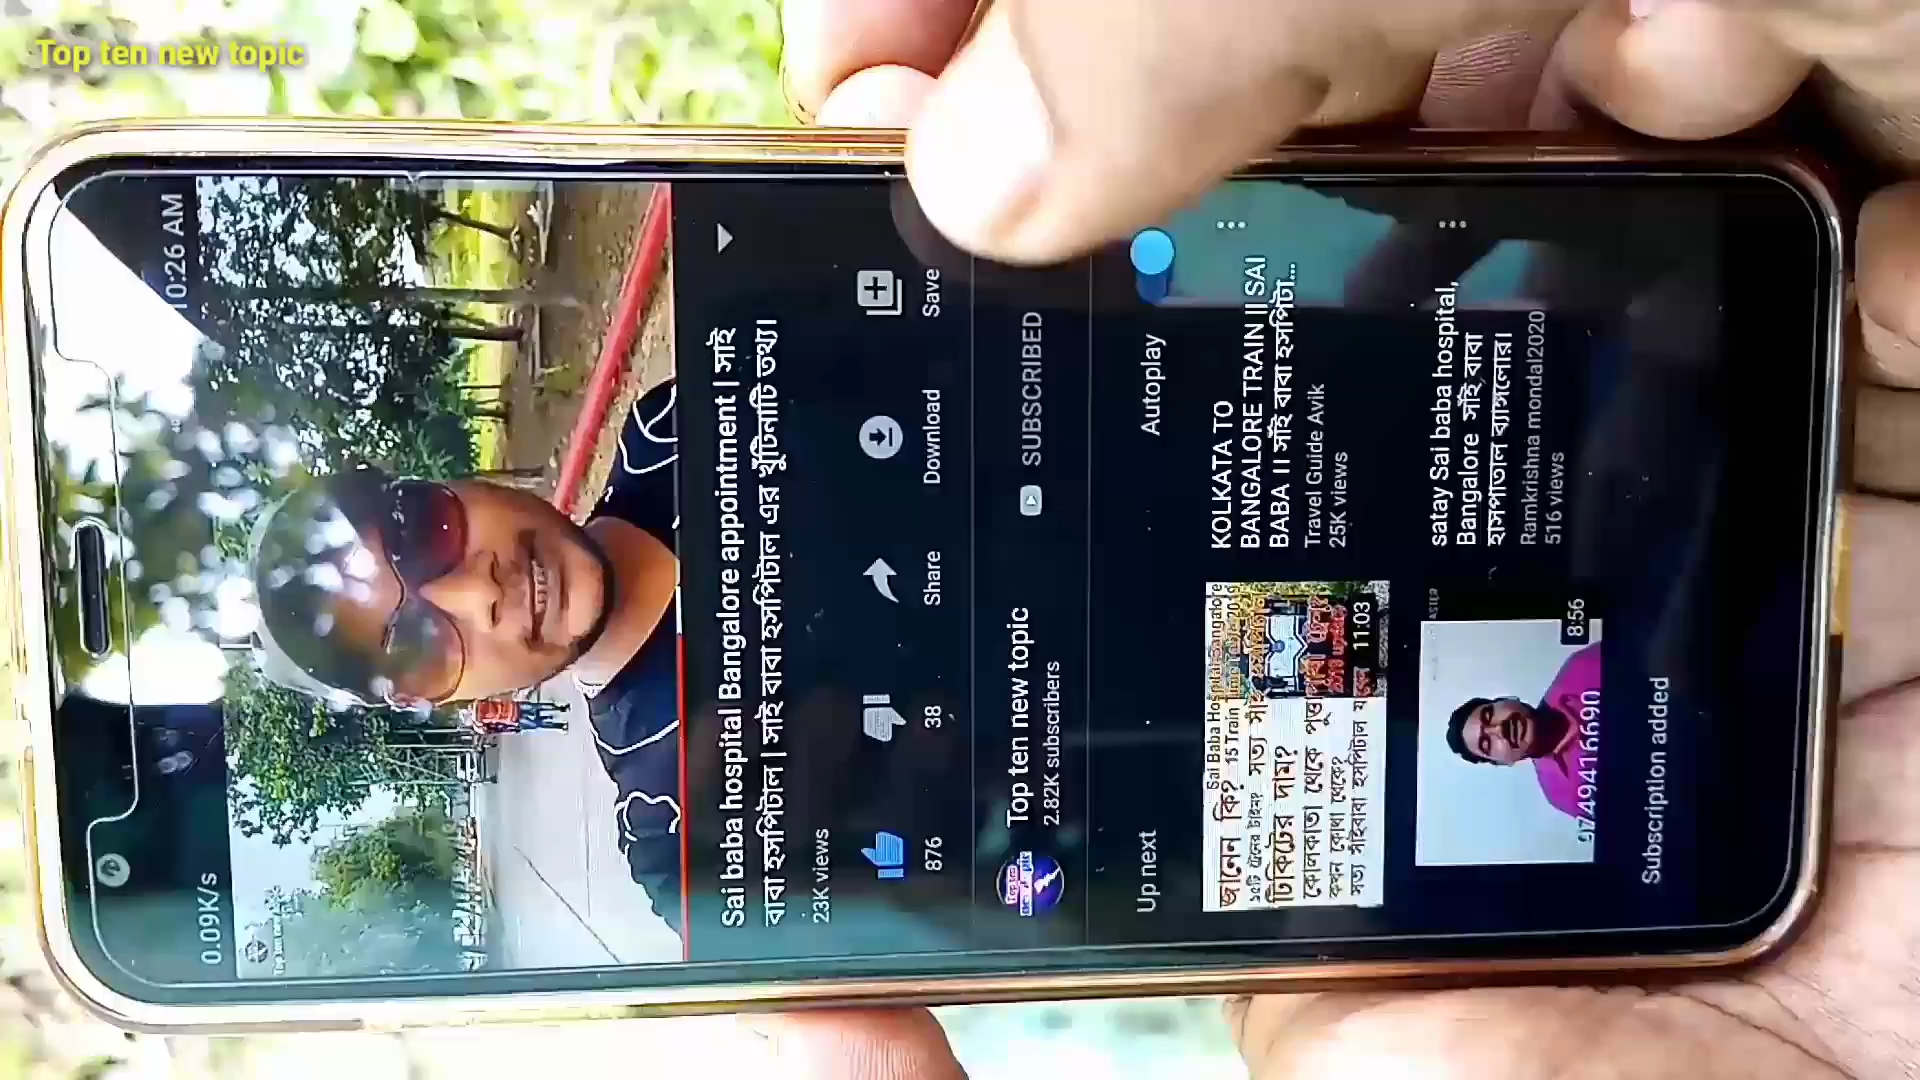 Top ten new topic
0.09K/s
10:26 AM
Sai baba hospital Bangalore appointment | সাই
বাবা হসপিটাল | সাই বাবা হসপিটাল এর খুঁটিনাটি তথ্য।
23K views
876
38
Share
Download
Save
Top ten new topic
2.82K subscribers
SUBSCRIBED
Up next
Autoplay
জানেন কি?
টিকিটের দাম?
কোলকাতা থেকে
11:03
KOLKATA TO
BANGALORE TRAIN || SAI
BABA ।। সাঁই বাবা হসপিটা...
Travel Guide Avik
25K views
9749416690
8:56
satay Sai baba hospital,
Bangalore সাঁই বাবা
হাসপাতাল ব্যাঙ্গালোর।
Ramkrishna mondal2020
516 views
Subscription added